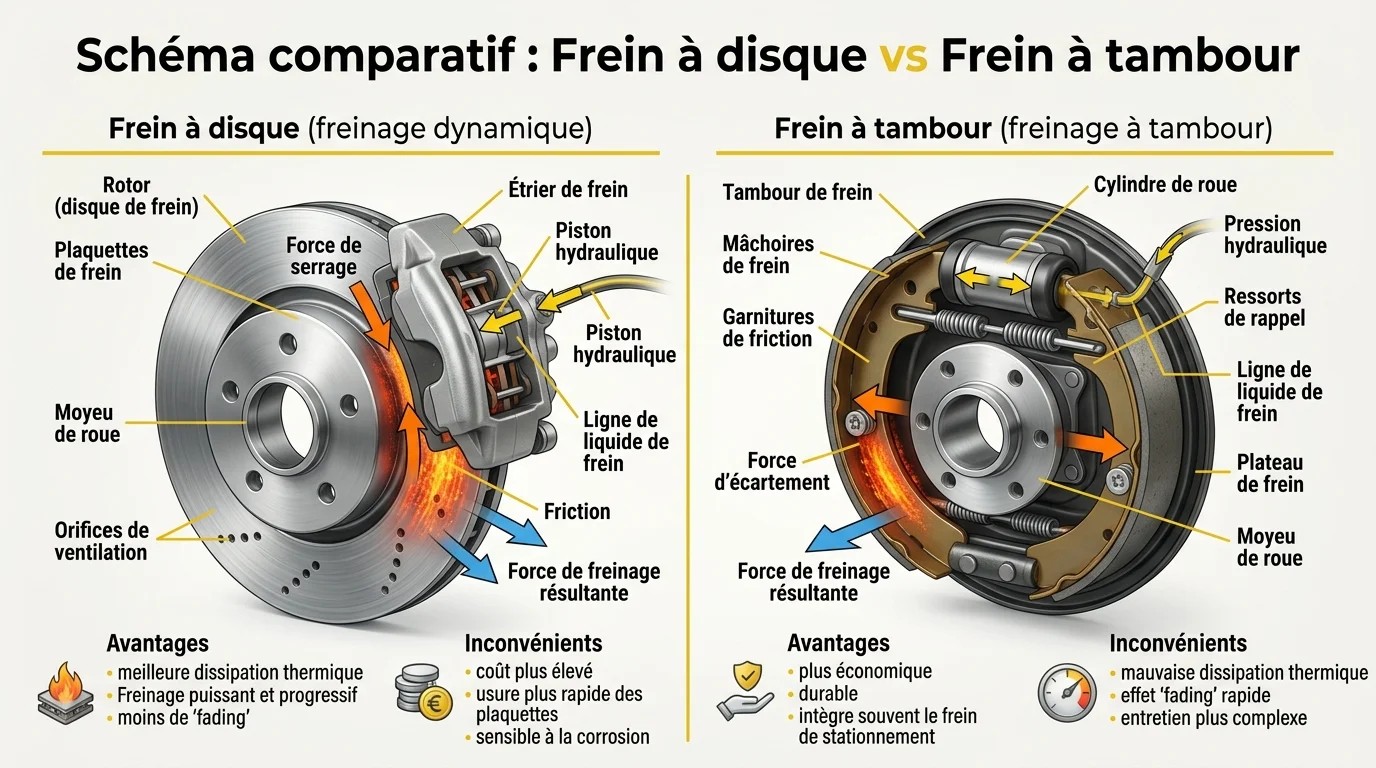 Schéma comparatif : Frein à disque vs Frein à tambour
Frein à disque (freinage dynamique)
Rotor
(disque de frein)
Plaquettes
de frein
Force de
serrage
Étrier de frein
Piston
hydraulique
Piston
hydraulique
Moyeu
de roue
Ligne de
liquide de
frein
Friction
Orifices de
ventilation
Force de freinage
résultante
Avantages
• meilleure dissipation thermique
• Freinage puissant et progressif
• moins de 'fading'
Inconvénients
• coût plus élevé
• usure plus rapide des
plaquettes
• sensible à la corrosion
Frein à tambour (freinage à tambour)
Tambour de frein
Cylindre de roue
Mâchoires
de frein
Pression
hydraulique
Garnitures
de friction
Ressorts
de rappel
Ligne de
liquide de
frein
Force
d'écartement
Plateau
de frein
Moyeu
de roue
Force de freinage
résultante
Avantages
• plus économique
• durable
• intègre souvent le frein
de stationnement
Inconvénients
• mauvaise dissipation thermique
• effet 'fading' rapide
• entretien plus complexe